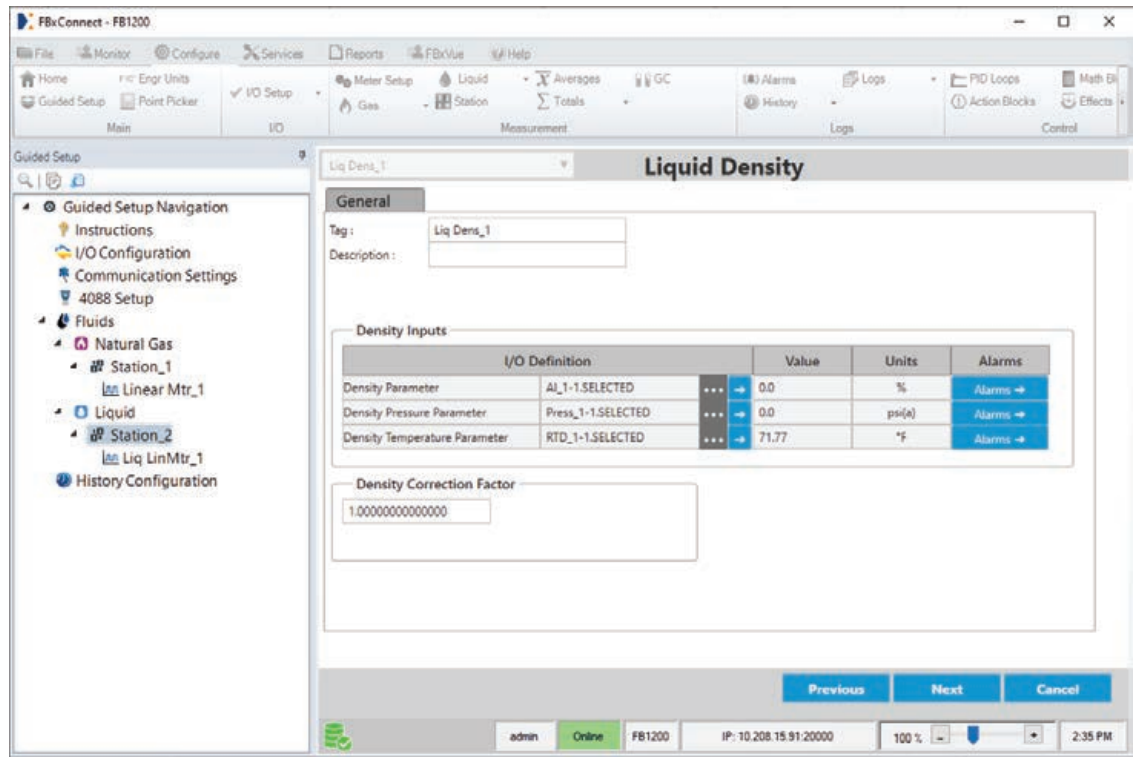 FBxConnect - FB1200
File Monitor Configure Services Reports FBxVue Help
Home Engr Units I/O Setup Meter Setup Liquid Averages GC Alarms Logs PID Loops Math Bl
Guided Setup Point Picker Gas Station Totals History Action Blocks Effects
Main I/O Measurement Logs Control
Guided Setup
Guided Setup Navigation
Instructions
I/O Configuration
Communication Settings
4088 Setup
Fluids
Natural Gas
Station_1
Linear Mtr_1
Liquid
Station_2
Liq LinMtr_1
History Configuration
Liq Dens_1
Liquid Density
General
Tag : Liq Dens_1
Description :
Density Inputs
I/O Definition Value Units Alarms
Density Parameter AI_1-1.SELECTED ... 0.0 % Alarms
Density Pressure Parameter Press_1-1.SELECTED ... 0.0 psi(a) Alarms
Density Temperature Parameter RTD_1-1.SELECTED ... 71.77 °F Alarms
Density Correction Factor
1.00000000000000
Previous Next Cancel
admin Online FB1200 IP: 10.208.15.91:20000 100 % - + 2:35 PM